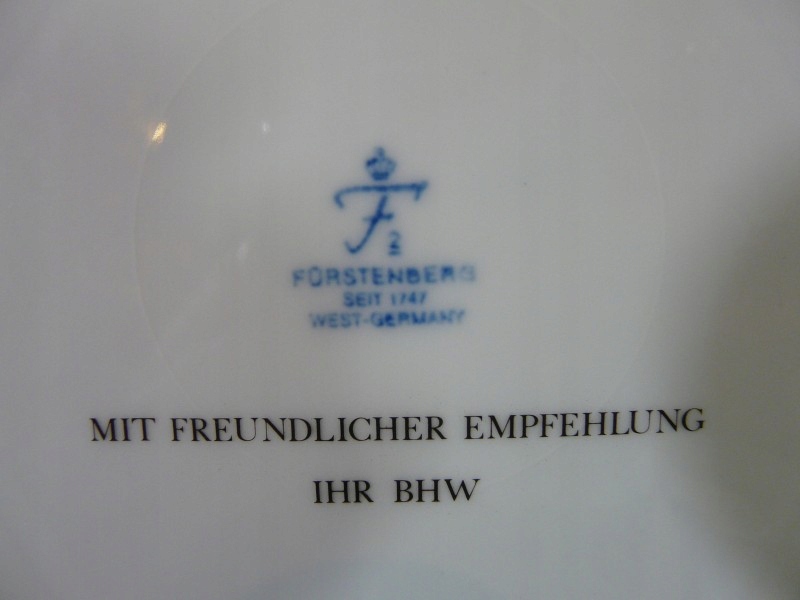 F
2
FÜRSTENBERG
SEIT 1747
WEST-GERMANY
MIT FREUNDLICHER EMPFEHLUNG
IHR BHW